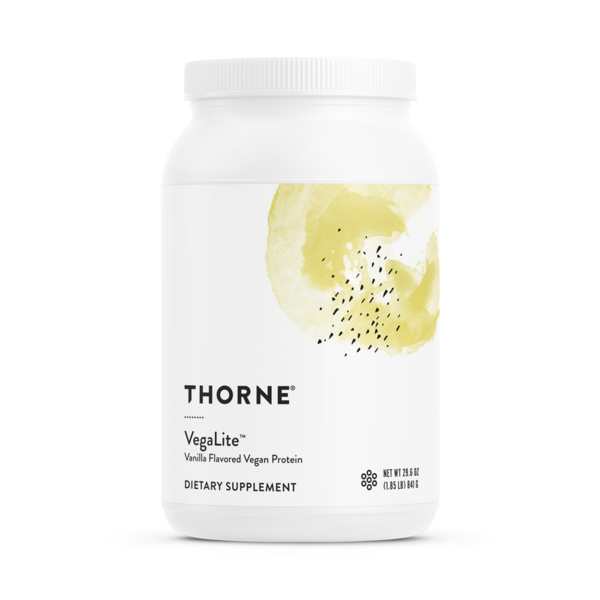 THORNE®
VegaLite™
Vanilla Flavored Vegan Protein
DIETARY SUPPLEMENT
NET WT 29.6 OZ
(1.85 LB) 841 G